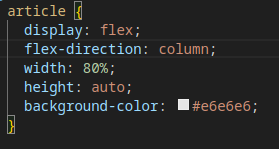 article {
display: flex;
flex-direction: column;
width: 80%;
height: auto;
background-color: #e6e6e6;
}